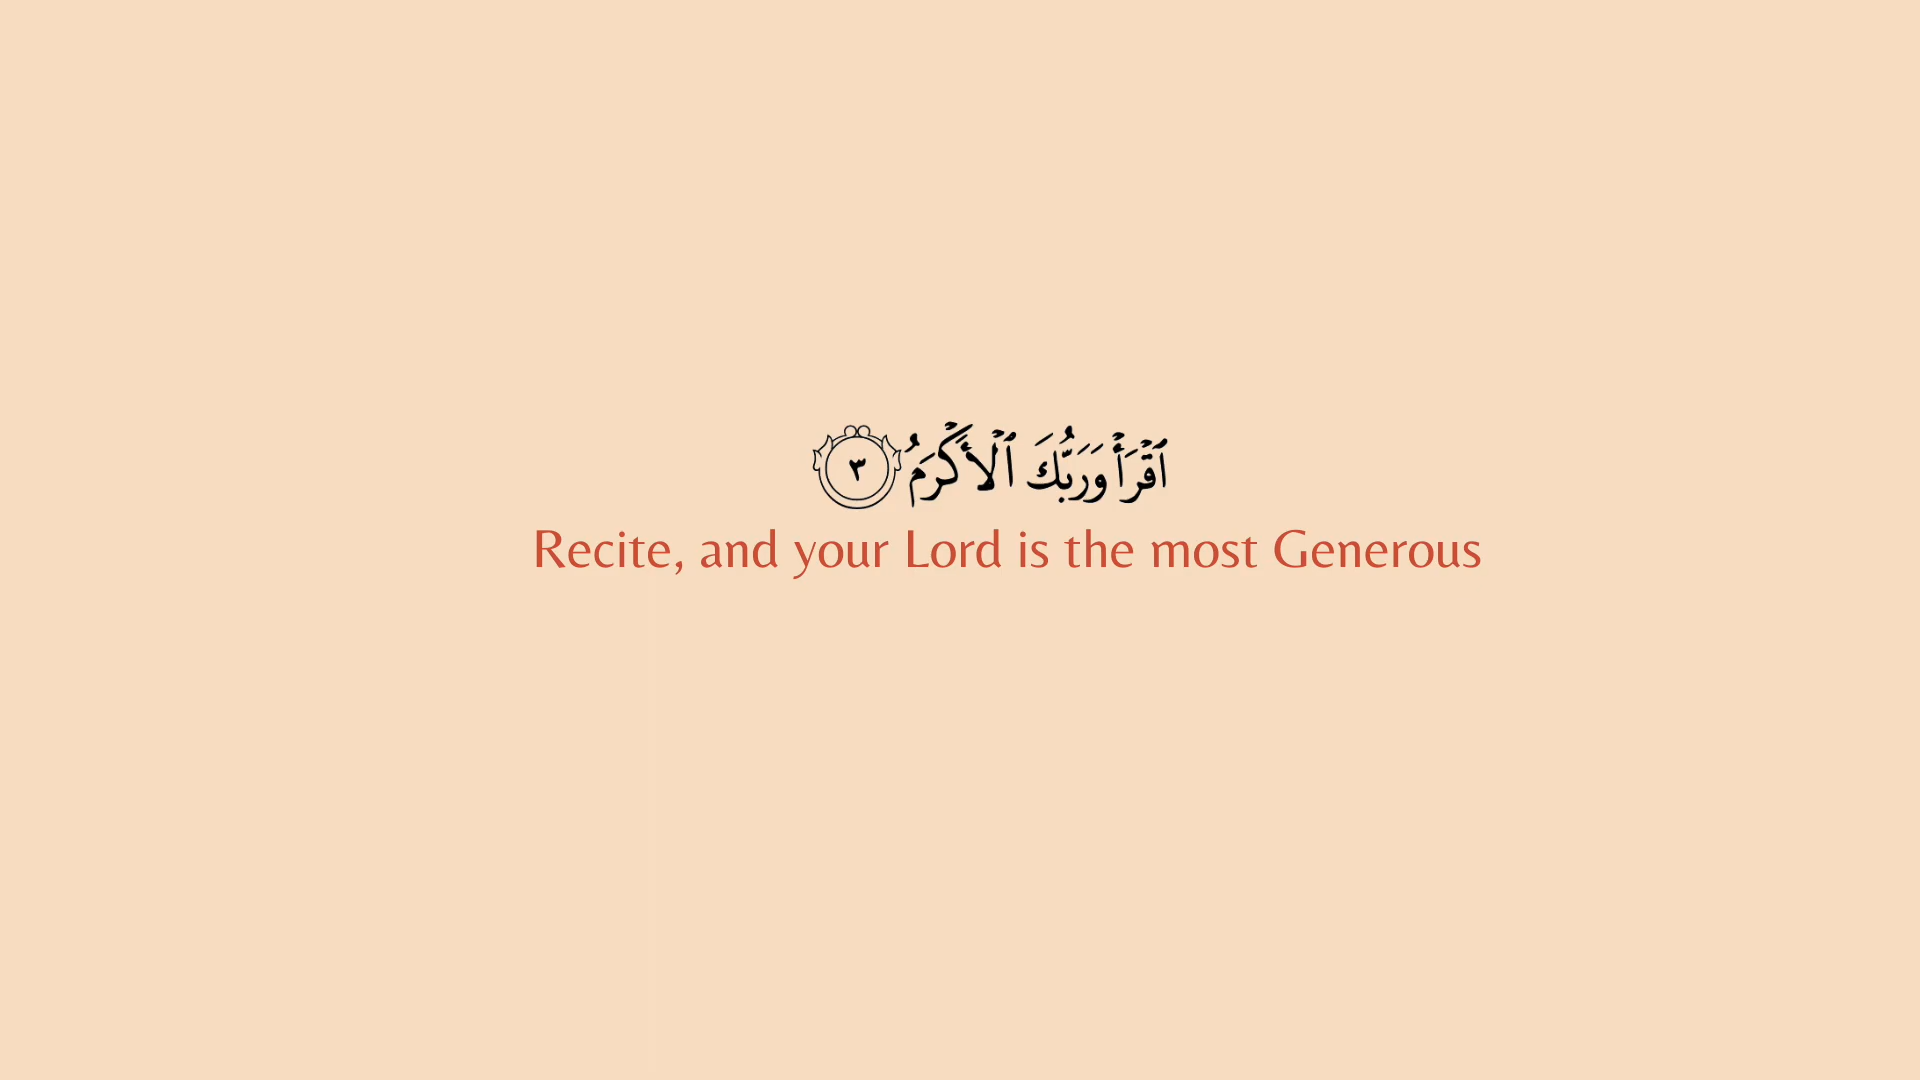 ٱقۡرَأۡ وَرَبُّكَ ٱلۡأَكۡرَمُ ٣
Recite, and your Lord is the most Generous